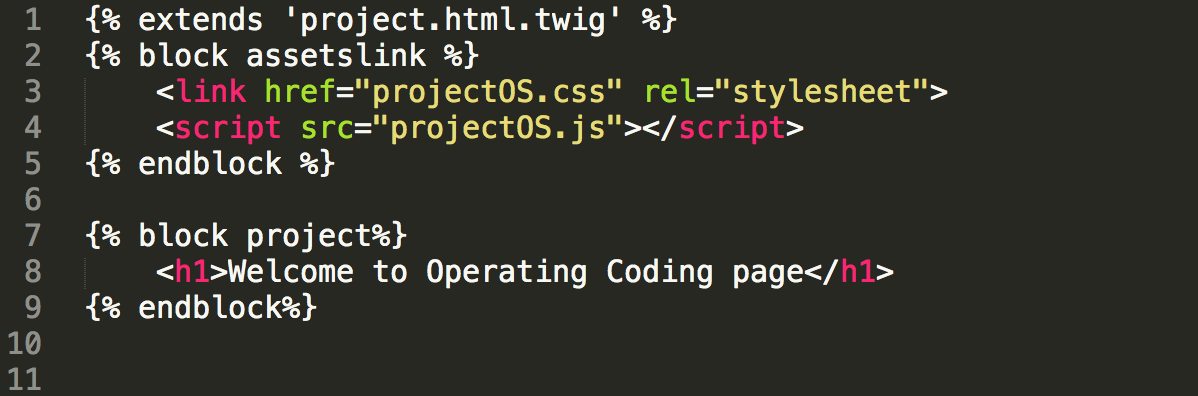 1 {% extends 'project.html.twig' %}
2 {% block assetslink %}
3 <link href="projectOS.css" rel="stylesheet">
4 <script src="projectOS.js"></script>
5 {% endblock %}
6
7 {% block project%}
8 <h1>Welcome to Operating Coding page</h1>
9 {% endblock%}
10
11